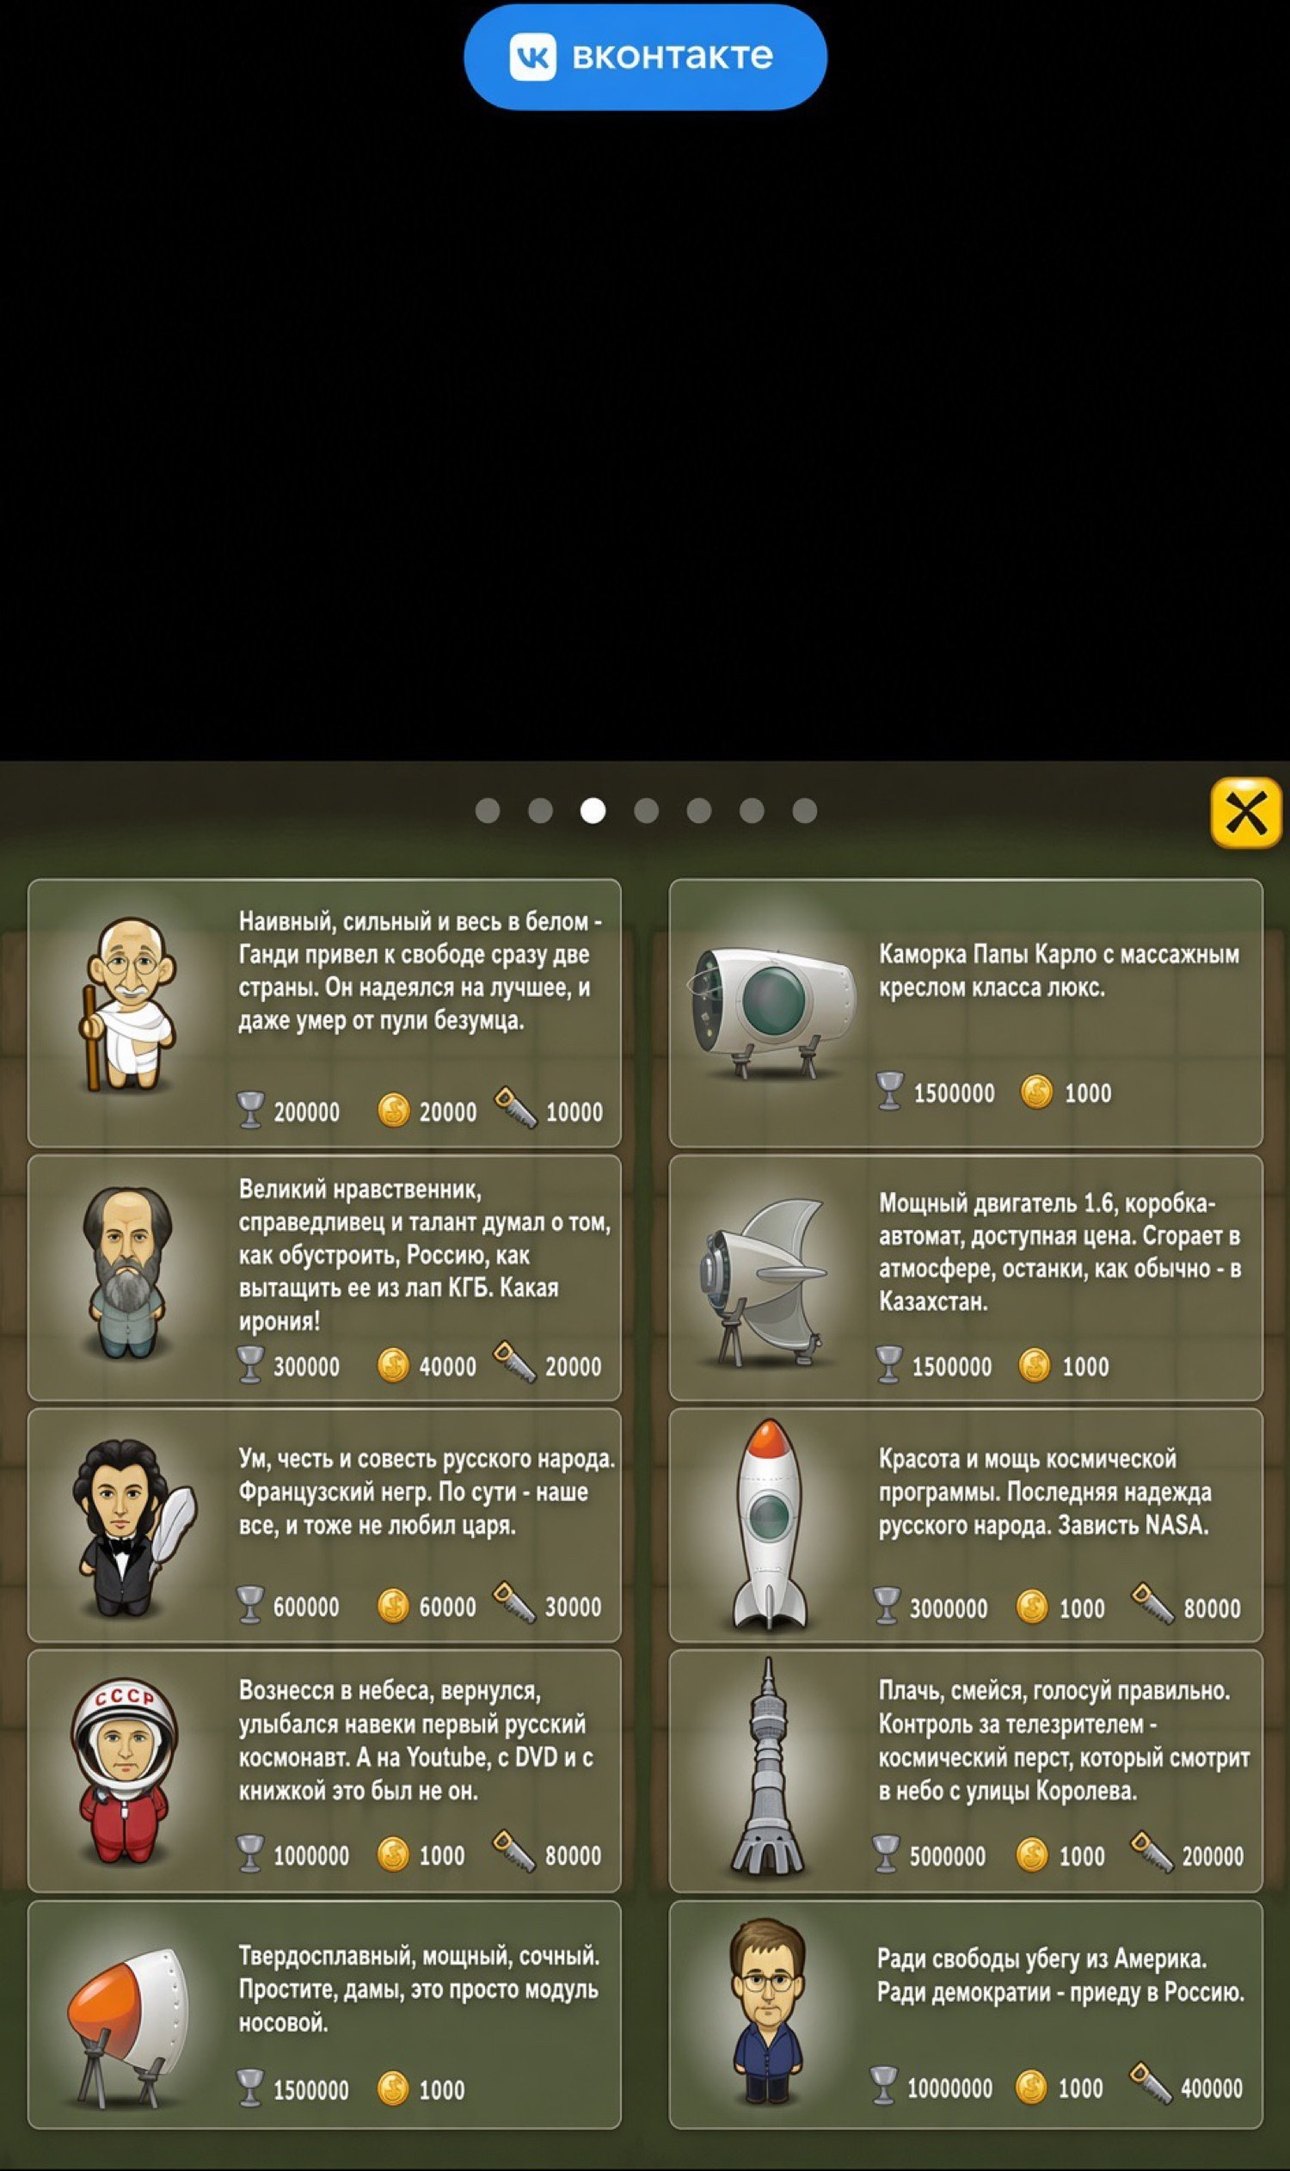 вконтакте
Наивный, сильный и весь в белом -
Ганди привел к свободе сразу две
страны. Он надеялся на лучшее, и
даже умер от пули безумца.
200000 20000 10000
Великий нравственник,
справедливец и талант думал о том,
как обустроить, Россию, как
вытащить ее из лап КГБ. Какая
ирония!
300000 40000 20000
Ум, честь и совесть русского народа.
Французский негр. По сути - наше
все, и тоже не любил царя.
600000 60000 30000
СССР
Вознесся в небеса, вернулся,
улыбался навеки первый русский
космонавт. А на Youtube, с DVD и с
книжкой это был не он.
1000000 1000 80000
Твердосплавный, мощный, сочный.
Простите, дамы, это просто модуль
носовой.
1500000 1000
Каморка Папы Карло с массажным
креслом класса люкс.
1500000 1000
Мощный двигатель 1.6, коробка-
автомат, доступная цена. Сгорает в
атмосфере, останки, как обычно - в
Казахстан.
1500000 1000
Красота и мощь космической
программы. Последняя надежда
русского народа. Зависть NASA.
3000000 1000 80000
Плачь, смейся, голосуй правильно.
Контроль за телезрителем -
космический перст, который смотрит
в небо с улицы Королева.
5000000 1000 200000
Ради свободы убегу из Америка.
Ради демократии - приеду в Россию.
10000000 1000 400000